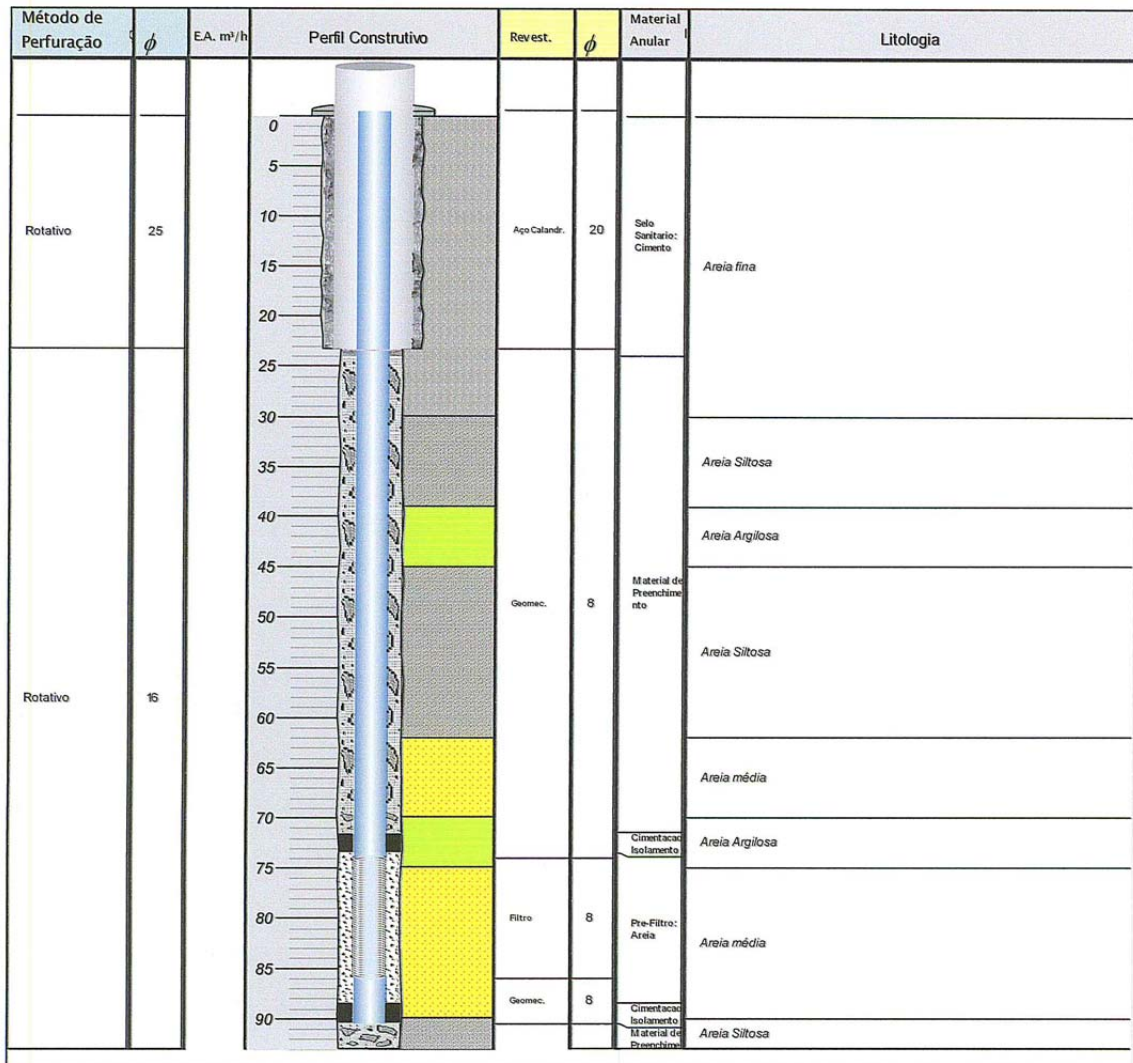 Método de
Perfuração
ϕ
E.A. m³/h
Perfil Construtivo
Revest.
ϕ
Material
Anular
Litologia
0
5
10
15
20
25
30
35
40
45
50
55
60
65
70
75
80
85
90
Rotativo
25
Rotativo
16
Aço Calandr.
20
Geomec.
8
Filtro
8
Geomec.
8
Selo
Sanitario:
Cimento
Material de
Preenchime
nto
Cimentacao
Isolamento
Pre-Filtro:
Areia
Cimentacao
Isolamento
Material de
Preenchime
Areia fina
Areia Siltosa
Areia Argilosa
Areia Siltosa
Areia média
Areia Argilosa
Areia média
Areia Siltosa